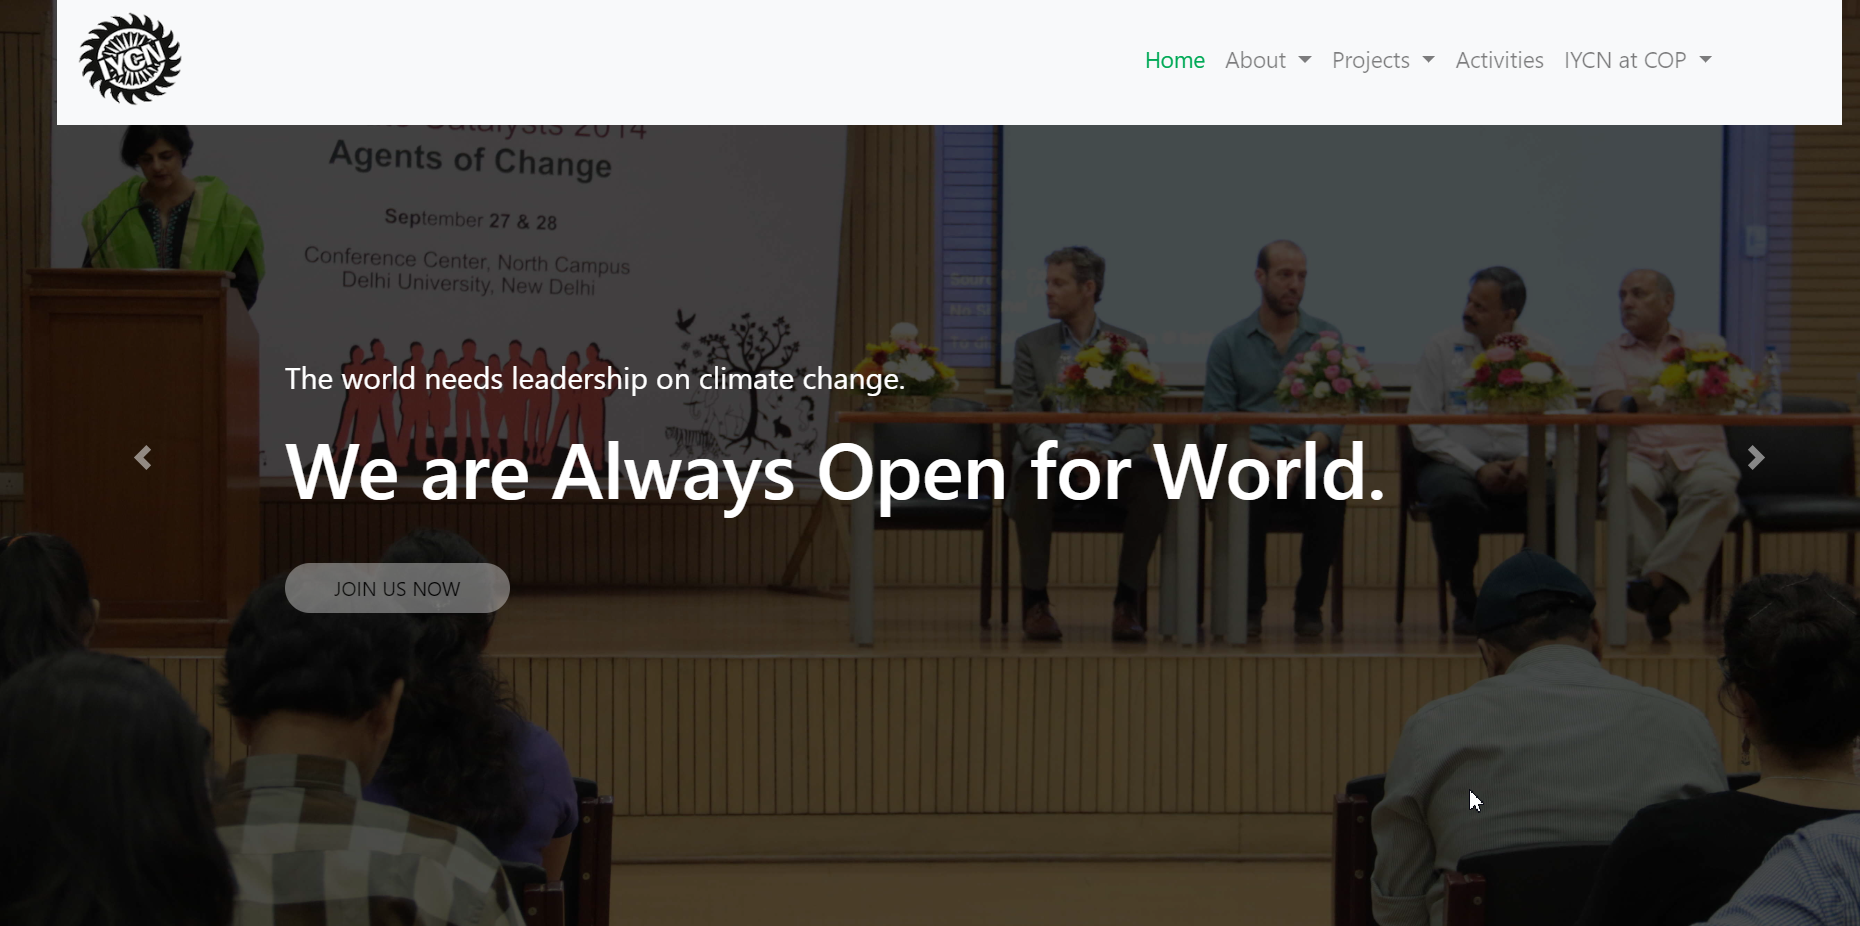 IYCN
Home About Projects Activities IYCN at COP
Catalysts 2014
Agents of Change
September 27 & 28
Conference Center, North Campus
Delhi University, New Delhi
The world needs leadership on climate change.
We are Always Open for World.
JOIN US NOW